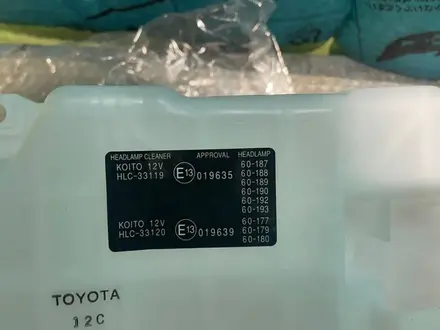 HEADLAMP CLEANER APPROVAL HEADLAMP
KOITO 12V
HLC-33119 E13 019635
60-187
60-188
60-189
60-190
60-192
60-193
KOITO 12V
HLC-33120 E13 019639
60-177
60-179
60-180
TOYOTA
12C